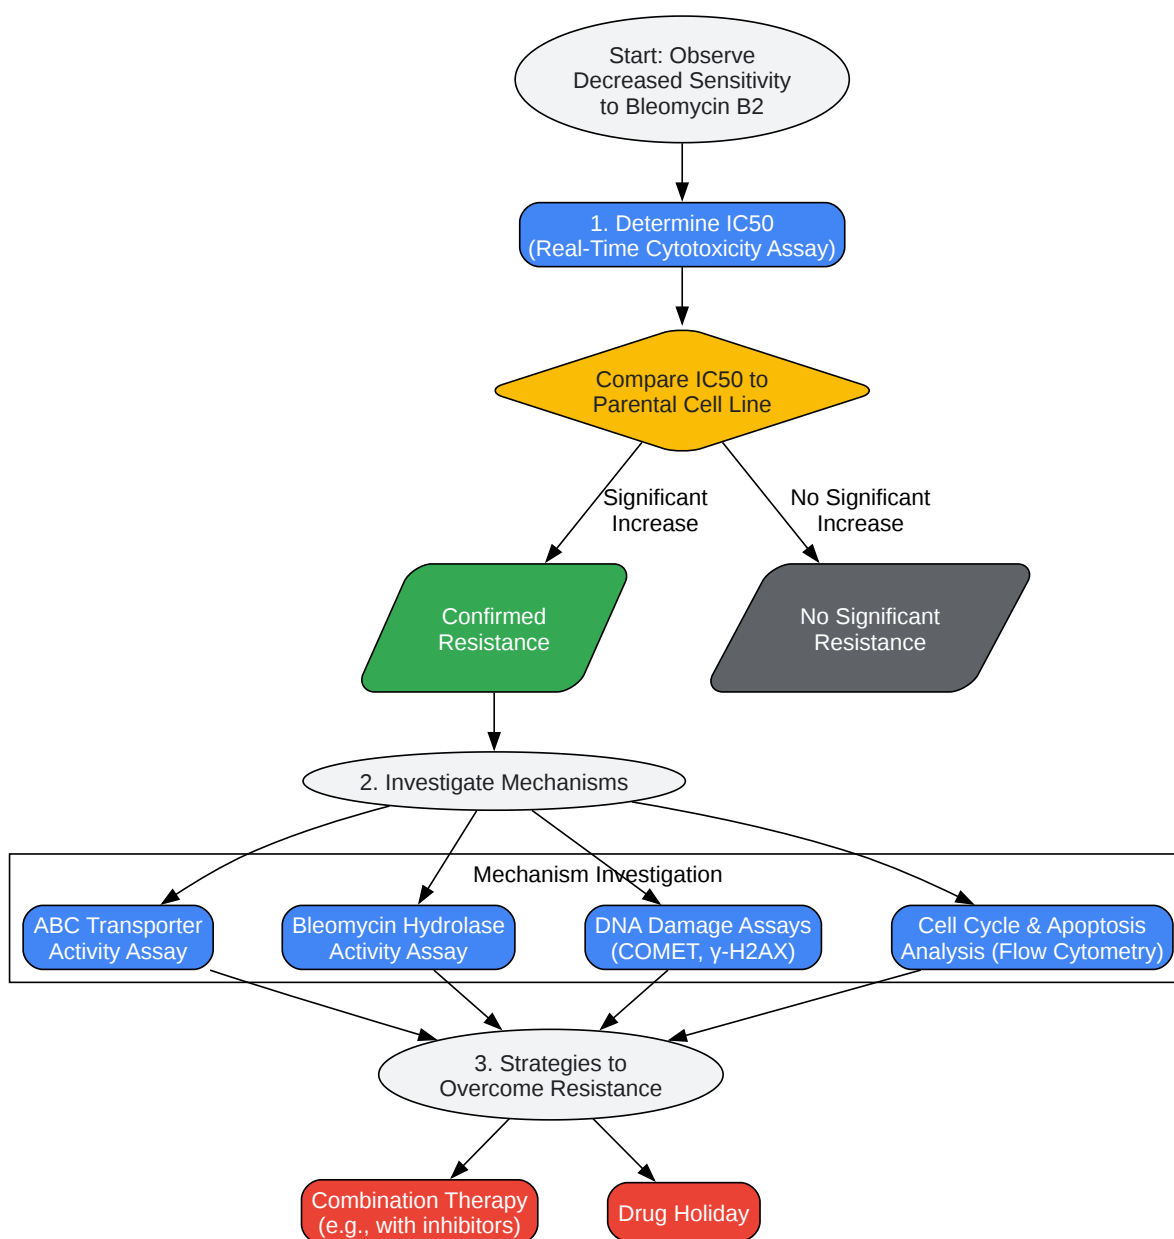 Start: Observe
Decreased Sensitivity
to Bleomycin B2
1. Determine IC50
(Real-Time Cytotoxicity Assay)
Compare IC50 to
Parental Cell Line
Significant
Increase
No Significant
Increase
Confirmed
Resistance
No Significant
Resistance
2. Investigate Mechanisms
Mechanism Investigation
ABC Transporter
Activity Assay
Bleomycin Hydrolase
Activity Assay
DNA Damage Assays
(COMET, γ-H2AX)
Cell Cycle & Apoptosis
Analysis (Flow Cytometry)
3. Strategies to
Overcome Resistance
Combination Therapy
(e.g., with inhibitors)
Drug Holiday